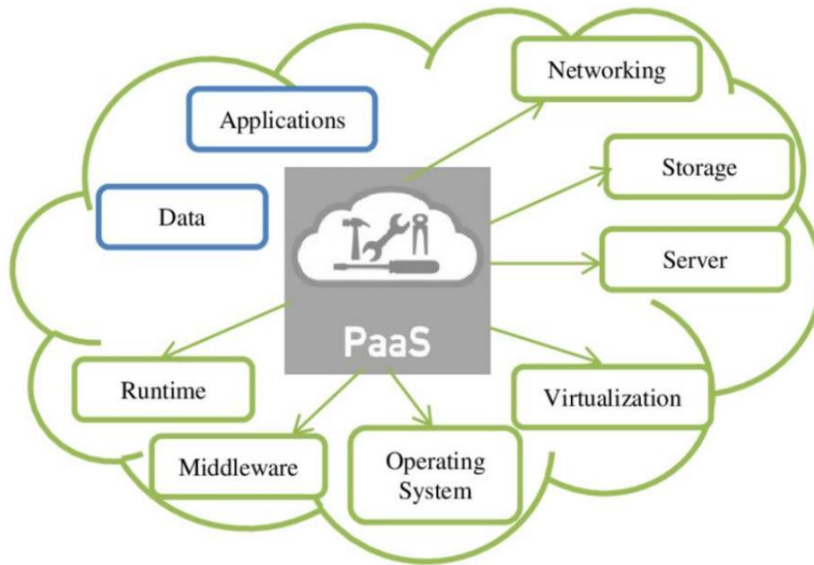 Networking
Applications
Storage
Data
Server
PaaS
Runtime
Virtualization
Middleware
Operating
System